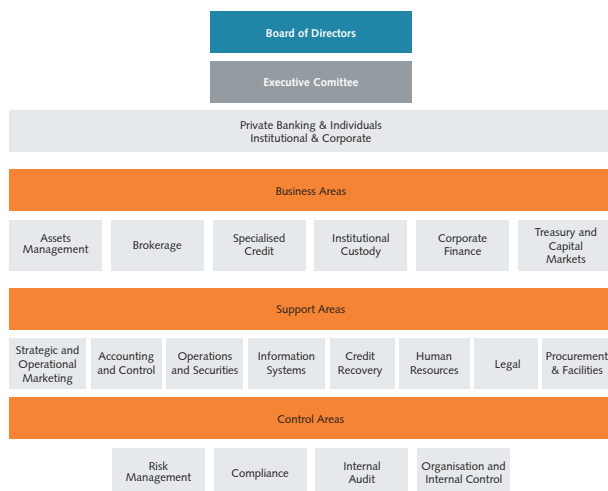 Board of Directors
Executive Comittee
Private Banking & Individuals
Institutional & Corporate
Business Areas
Assets
Management
Brokerage
Specialised
Credit
Institutional
Custody
Corporate
Finance
Treasury and
Capital
Markets
Support Areas
Strategic and
Operational
Marketing
Accounting
and Control
Operations
and Securities
Information
Systems
Credit
Recovery
Human
Resources
Legal
Procurement
& Facilities
Control Areas
Risk
Management
Compliance
Internal
Audit
Organisation and
Internal Control